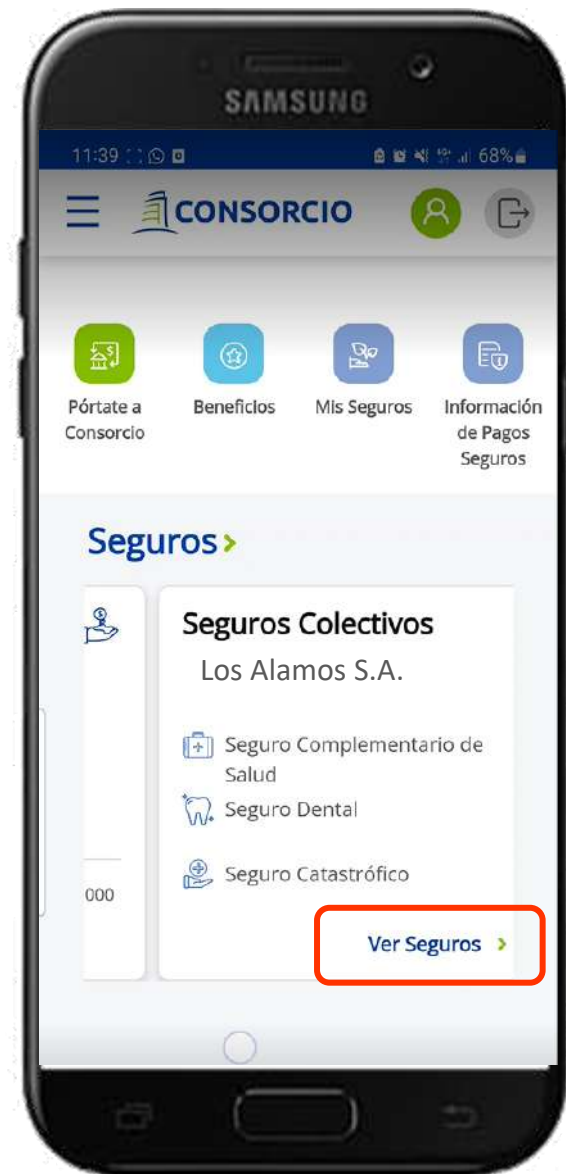 SAMSUNG
11:39 68%
CONSORCIO
Pórtate a
Consorcio
Beneficios
Mis Seguros
Información
de Pagos
Seguros
Seguros
000
Seguros Colectivos
Los Alamos S.A.
Seguro Complementario de
Salud
Seguro Dental
Seguro Catastrófico
Ver Seguros